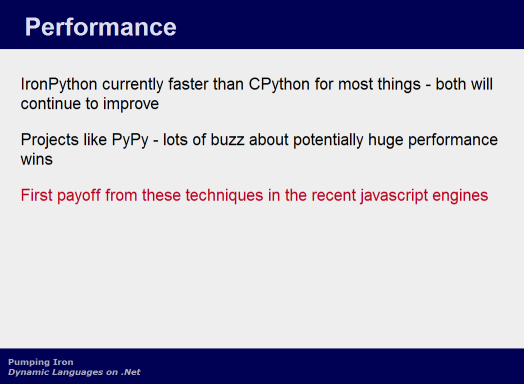 Performance
IronPython currently faster than CPython for most things - both will
continue to improve
Projects like PyPy - lots of buzz about potentially huge performance
wins
First payoff from these techniques in the recent javascript engines
Pumping Iron
Dynamic Languages on .Net